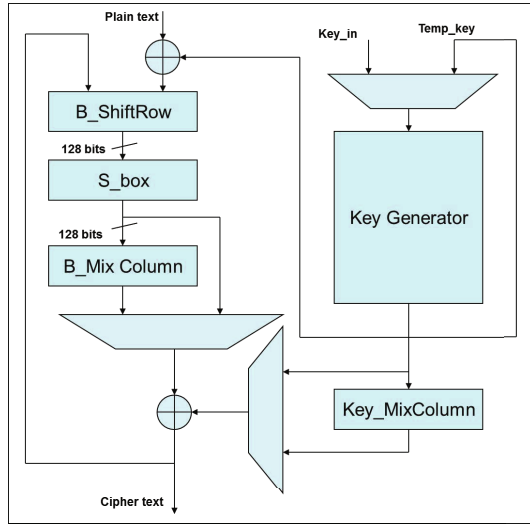 Plain text
Key_in
Temp_key
B_ShiftRow
128 bits
S_box
128 bits
B_Mix Column
Key Generator
Key_MixColumn
Cipher text